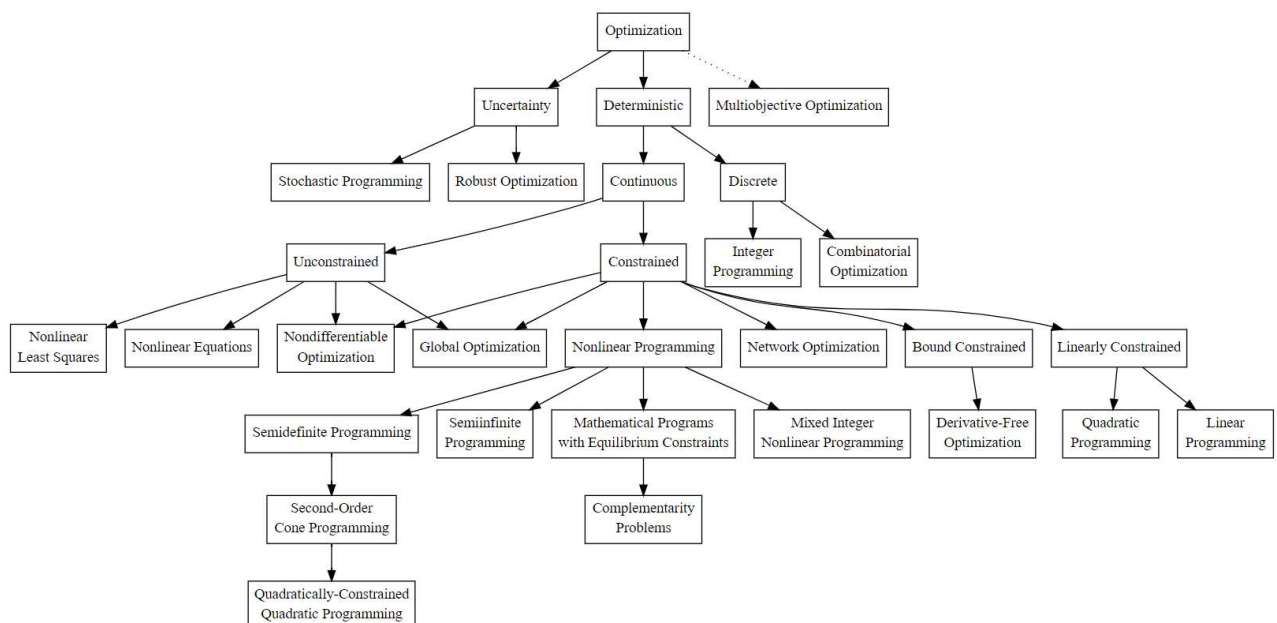 Optimization
Uncertainty
Deterministic
Multiobjective Optimization
Stochastic Programming
Robust Optimization
Continuous
Discrete
Unconstrained
Constrained
Integer
Programming
Combinatorial
Optimization
Nonlinear
Least Squares
Nonlinear Equations
Nondifferentiable
Optimization
Global Optimization
Nonlinear Programming
Network Optimization
Bound Constrained
Linearly Constrained
Semidefinite Programming
Semiinfinite
Programming
Mathematical Programs
with Equilibrium Constraints
Mixed Integer
Nonlinear Programming
Derivative-Free
Optimization
Quadratic
Programming
Linear
Programming
Second-Order
Cone Programming
Complementarity
Problems
Quadratically-Constrained
Quadratic Programming